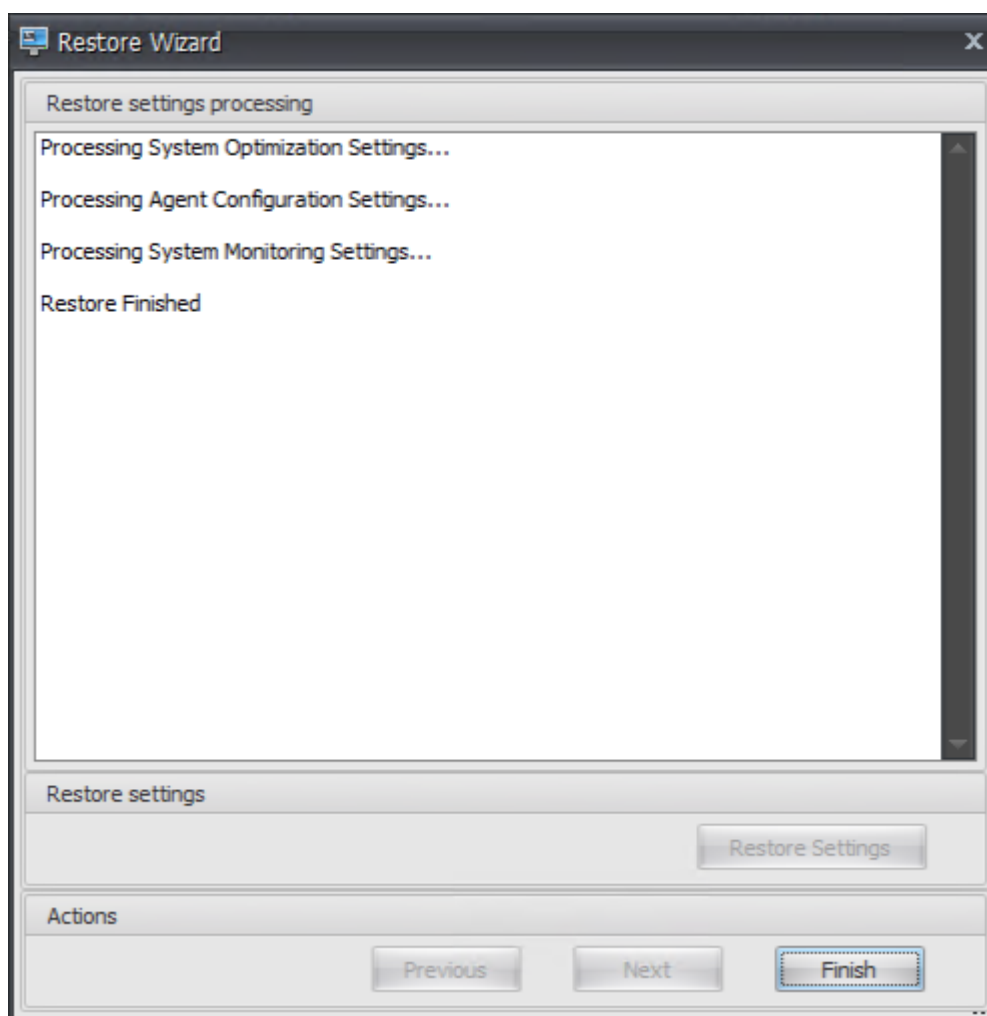 Restore Wizard
Restore settings processing
Processing System Optimization Settings...
Processing Agent Configuration Settings...
Processing System Monitoring Settings...
Restore Finished
Restore settings
Restore Settings
Actions
Previous Next Finish